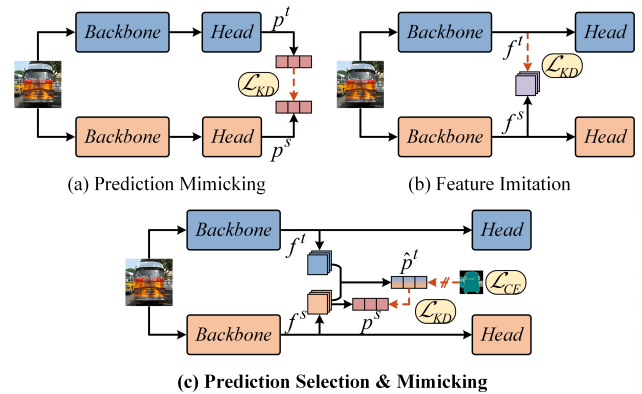 Backbone Head p^t
L_KD
Backbone Head p^s
(a) Prediction Mimicking
Backbone f^t Head
L_KD
Backbone f^s Head
(b) Feature Imitation
Backbone f^t Head
p̂^t L_CE
L_KD
Backbone f^s p^s Head
(c) Prediction Selection & Mimicking